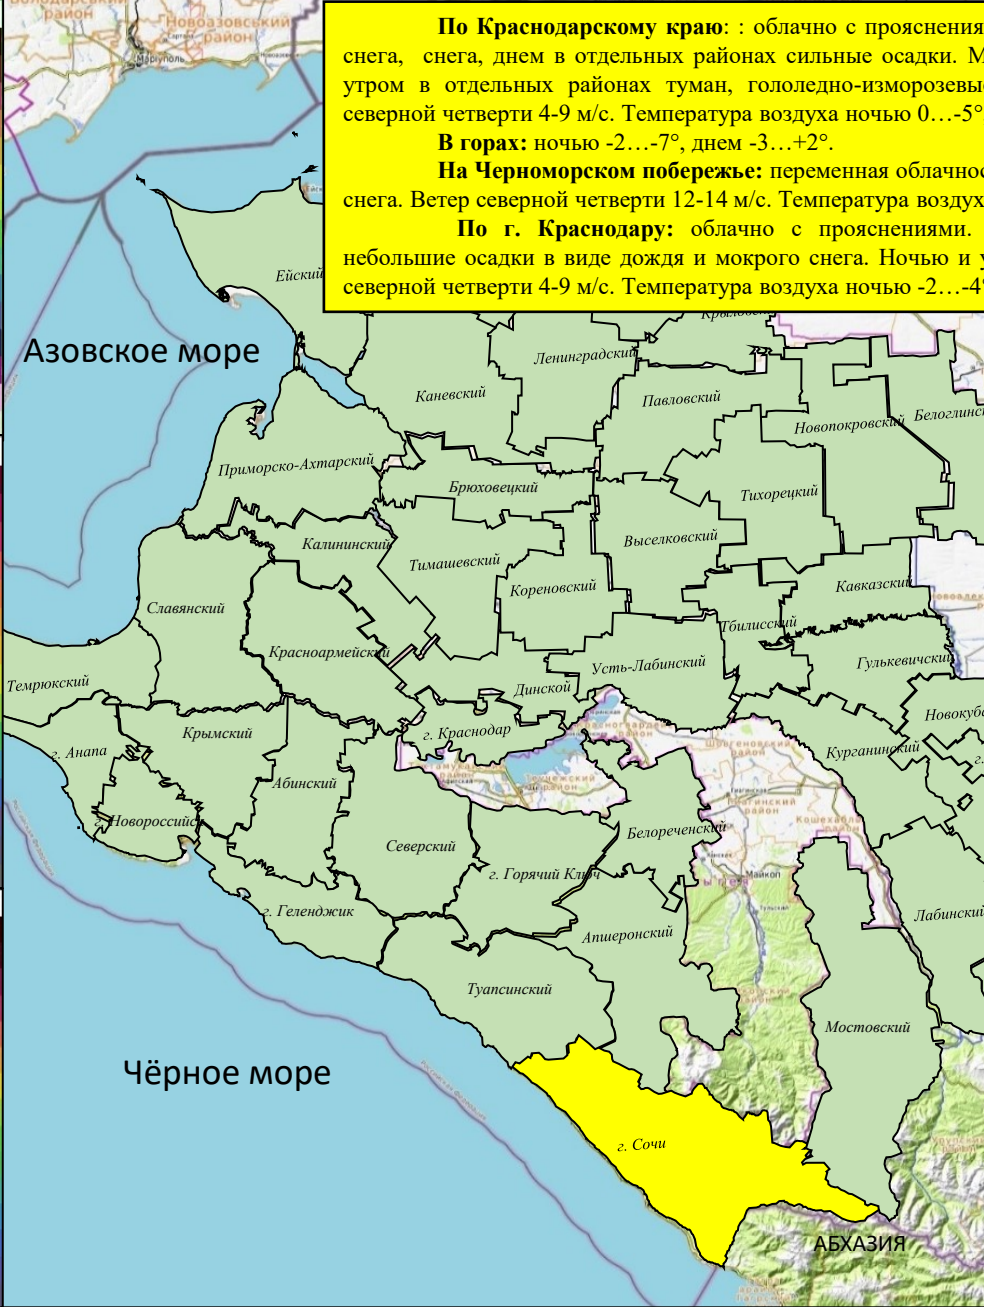 По Краснодарскому краю: : облачно с прояснения
снега, снега, днем в отдельных районах сильные осадки. М
утром в отдельных районах туман, гололедно-изморозевы
северной четверти 4-9 м/с. Температура воздуха ночью 0…-5°
В горах: ночью -2…-7°, днем -3…+2°.
На Черноморском побережье: переменная облачнос
снега. Ветер северной четверти 12-14 м/с. Температура воздух
По г. Краснодару: облачно с прояснениями.
небольшие осадки в виде дождя и мокрого снега. Ночью и у
северной четверти 4-9 м/с. Температура воздуха ночью -2…-4°
Новоазовський
район
Маріуполь
Ейский
Азовское море
Ленинградский
Каневский
Павловский
Новопокровский
Белоглинс
Приморско-Ахтарский
Брюховецкий
Тихорецкий
Калининский
Выселковский
Тимашевский
Кореновский
Кавказский
Славянский
Тбилисский
Красноармейский
Усть-Лабинский
Гулькевичский
Темрюкский
Динской
Новокуба
г. Краснодар
Крымский
г. Анапа
Курганинский
г.
Абинский
г. Новороссийск
Белореченский
Северский
г. Горячий Ключ
Майкоп
г. Геленджик
Апшеронский
Лабинский
Туапсинский
Мостовский
Чёрное море
г. Сочи
АБХАЗИЯ